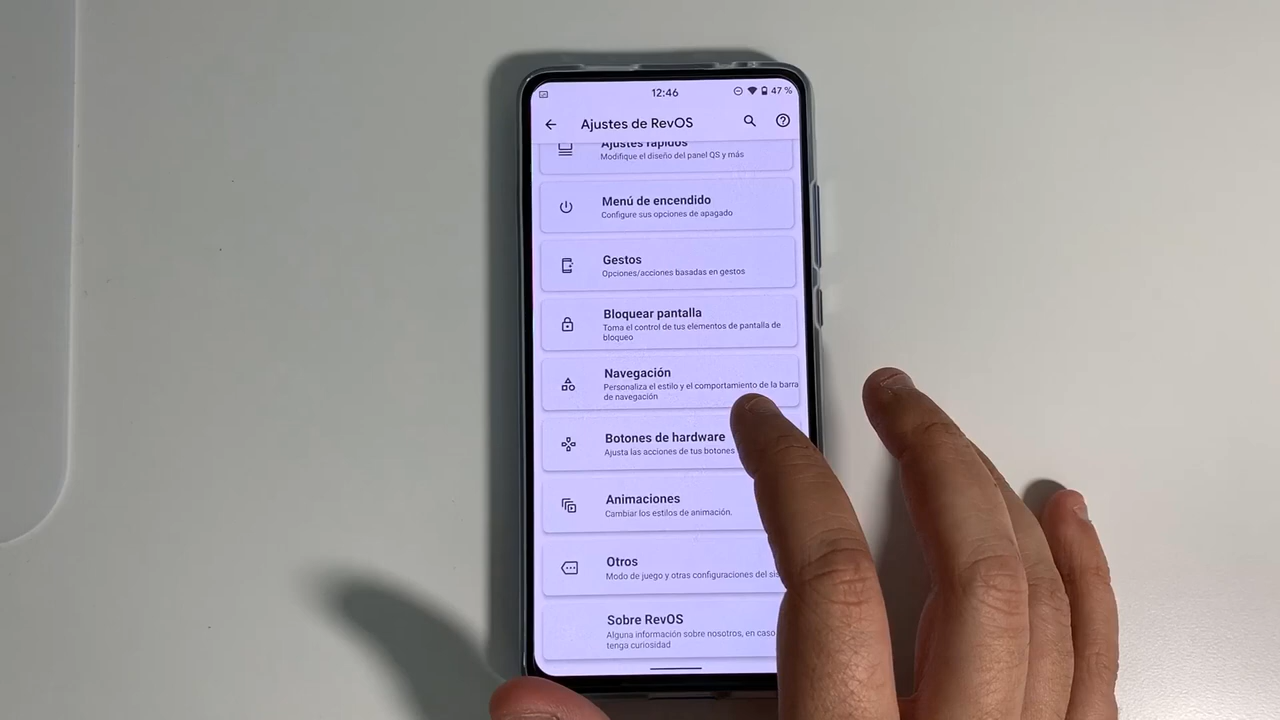 12:46
47 %
Ajustes de RevOS
Ajustes rápidos
Modifique el diseño del panel QS y más
Menú de encendido
Configure sus opciones de apagado
Gestos
Opciones/acciones basadas en gestos
Bloquear pantalla
Toma el control de tus elementos de pantalla de
bloqueo
Navegación
Personaliza el estilo y el comportamiento de la barra
de navegación
Botones de hardware
Ajusta las acciones de tus botones
Animaciones
Cambiar los estilos de animación.
Otros
Modo de juego y otras configuraciones del
Sobre RevOS
Alguna información sobre nosotros, en caso
tenga curiosidad